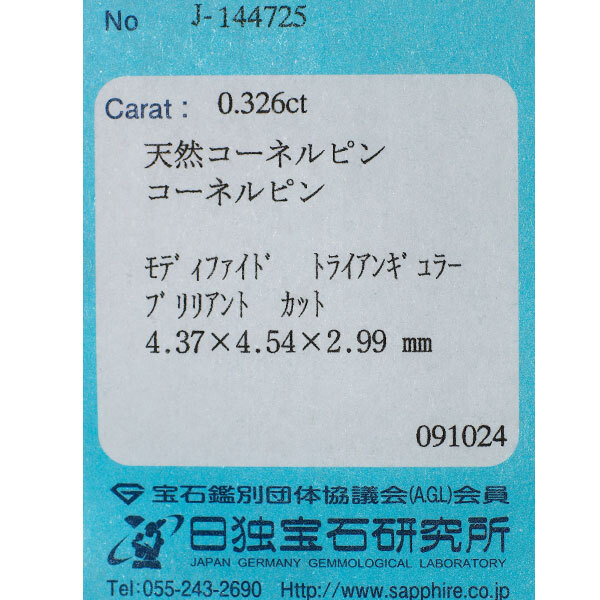 No J-144725
Carat: 0.326ct
天然コーネルピン
コーネルピン
ﾓﾃﾞｨﾌｧｲﾄﾞ ﾄﾗｲｱﾝｷﾞｭﾗｰ
ﾌﾞﾘﾘｱﾝﾄ ｶｯﾄ
4.37×4.54×2.99 mm
091024
宝石鑑別団体協議会(A.G.L)会員
日独宝石研究所
JAPAN GERMANY GEMMOLOGICAL LABORATORY
Tel:055-243-2690 Http://www.sapphire.co.jp